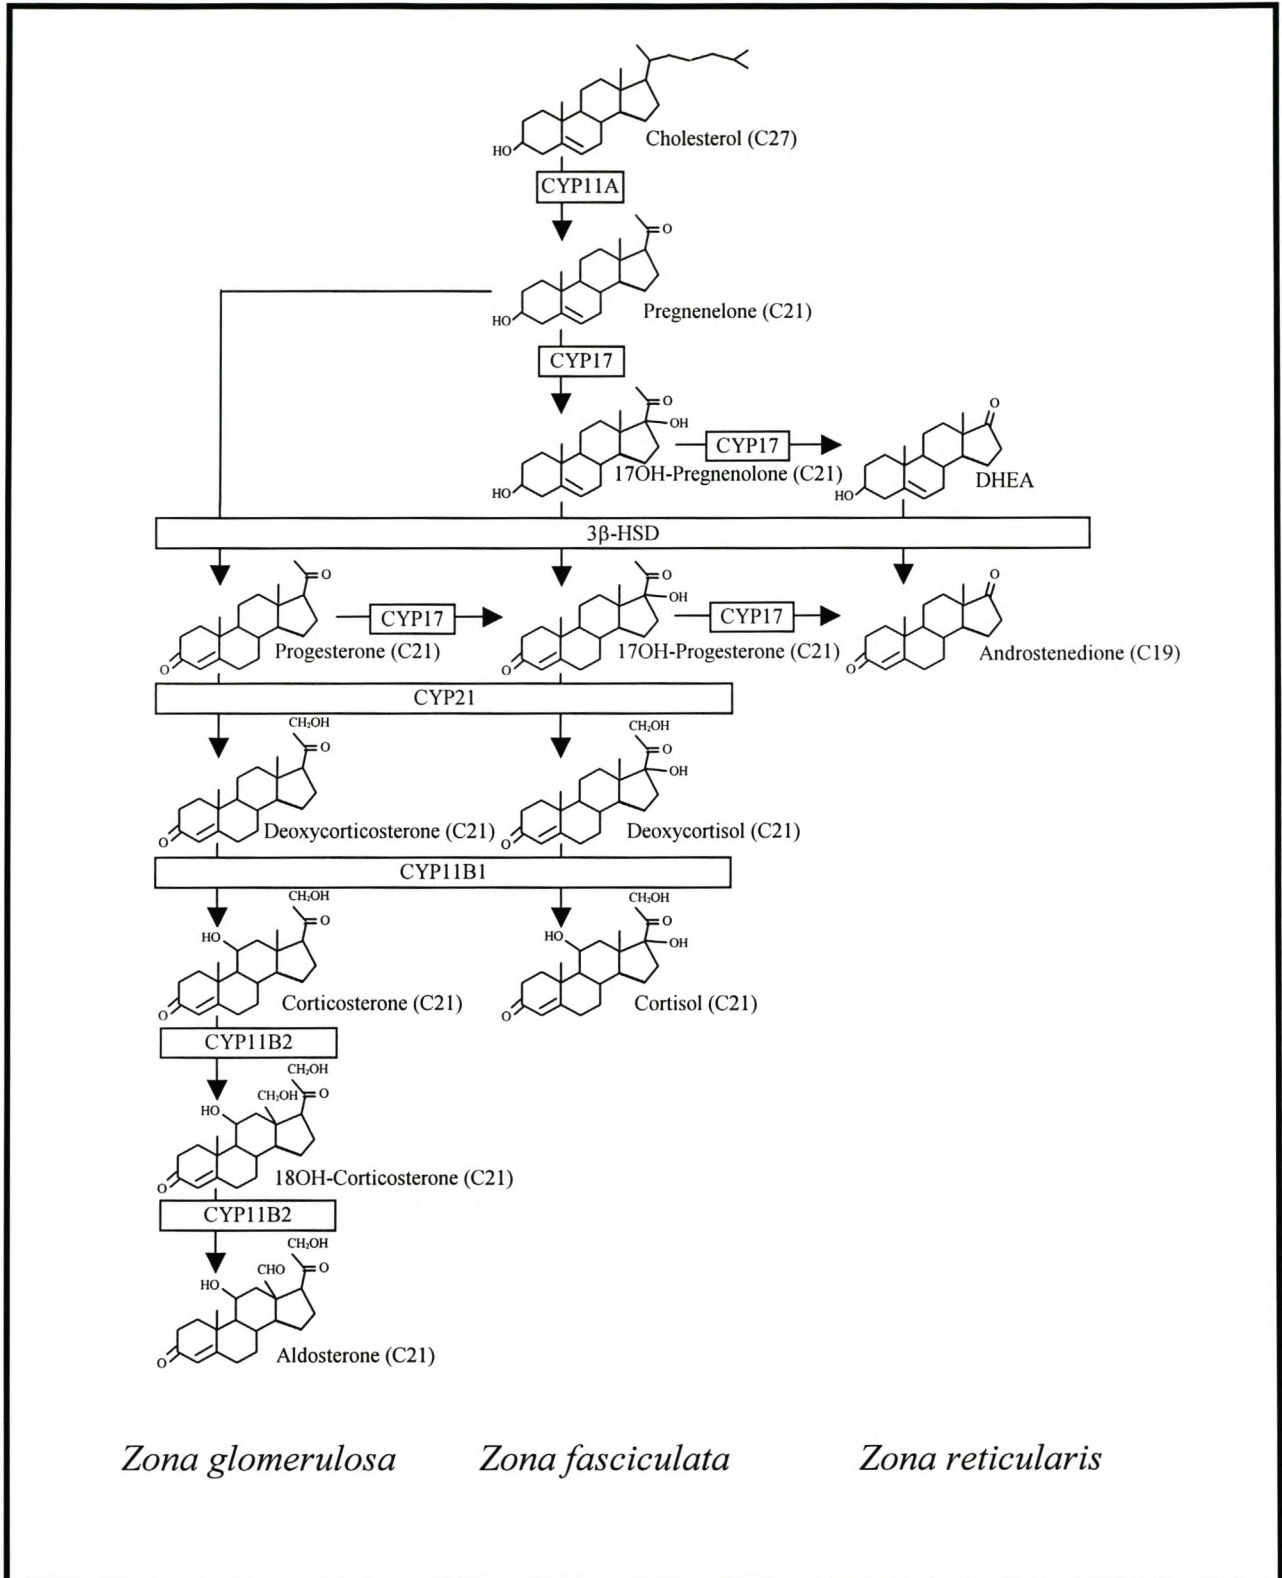 Cholesterol (C27)
HO
CYP11A
O
Pregnenelone (C21)
HO
CYP17
O
OH
CYP17
17OH-Pregnenolone (C21)
HO
O
DHEA
HO
3β-HSD
O
Progesterone (C21)
O
CYP17
O
OH
17OH-Progesterone (C21)
O
CYP17
O
Androstenedione (C19)
O
CYP21
CH₂OH
O
Deoxycorticosterone (C21)
O
CH₂OH
O
OH
Deoxycortisol (C21)
O
CYP11B1
CH₂OH
O
HO
Corticosterone (C21)
O
CH₂OH
O
HO
OH
Cortisol (C21)
O
CYP11B2
CH₂OH
CH₂OH
O
HO
18OH-Corticosterone (C21)
O
CYP11B2
CH₂OH
CHO
O
HO
Aldosterone (C21)
O
Zona glomerulosa
Zona fasciculata
Zona reticularis